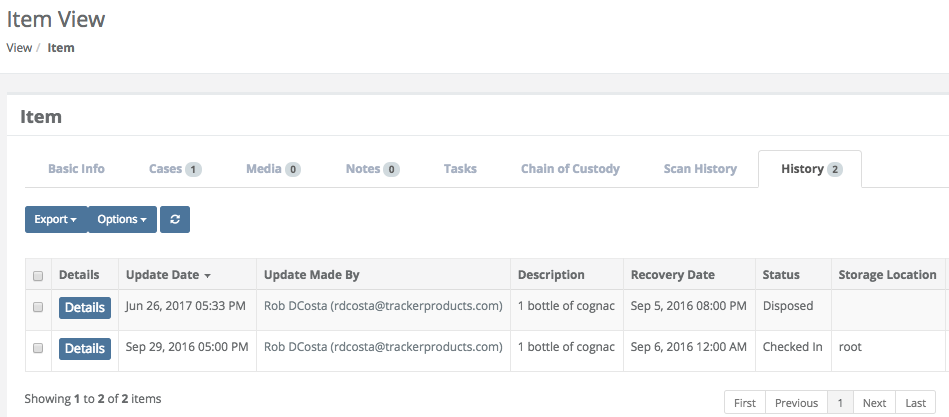 Item View
View / Item
Item
Basic Info Cases 1 Media 0 Notes 0 Tasks Chain of Custody Scan History History 2
Export Options
Details Update Date Update Made By Description Recovery Date Status Storage Location
Details Jun 26, 2017 05:33 PM Rob DCosta (rdcosta@trackerproducts.com) 1 bottle of cognac Sep 5, 2016 08:00 PM Disposed
Details Sep 29, 2016 05:00 PM Rob DCosta (rdcosta@trackerproducts.com) 1 bottle of cognac Sep 6, 2016 12:00 AM Checked In root
Showing 1 to 2 of 2 items First Previous 1 Next Last